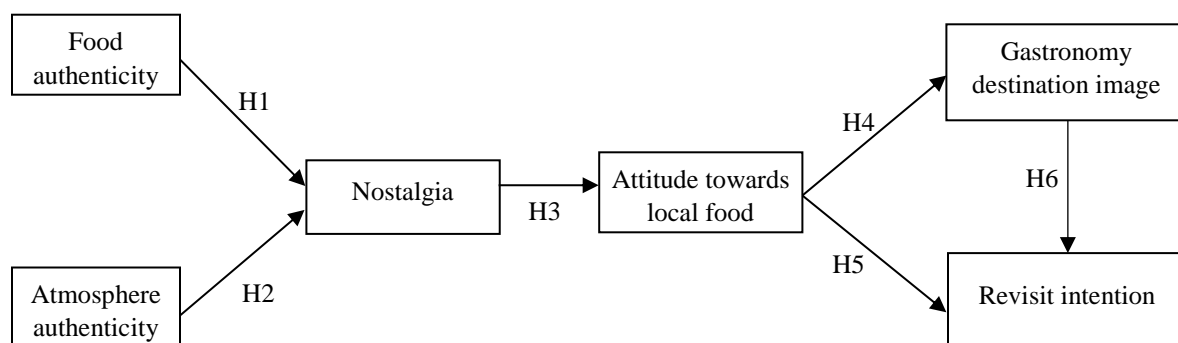 Food
authenticity
H1
Nostalgia
H2
Atmosphere
authenticity
H3
Attitude towards
local food
H4
Gastronomy
destination image
H5
H6
Revisit intention